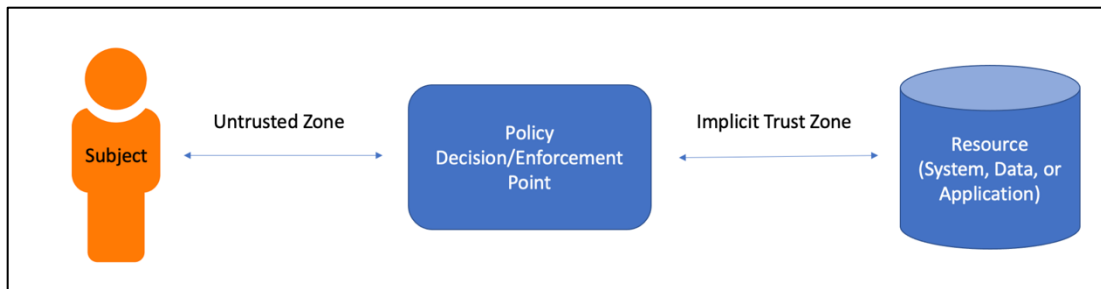 Subject
Untrusted Zone
Policy
Decision/Enforcement
Point
Implicit Trust Zone
Resource
(System, Data, or
Application)